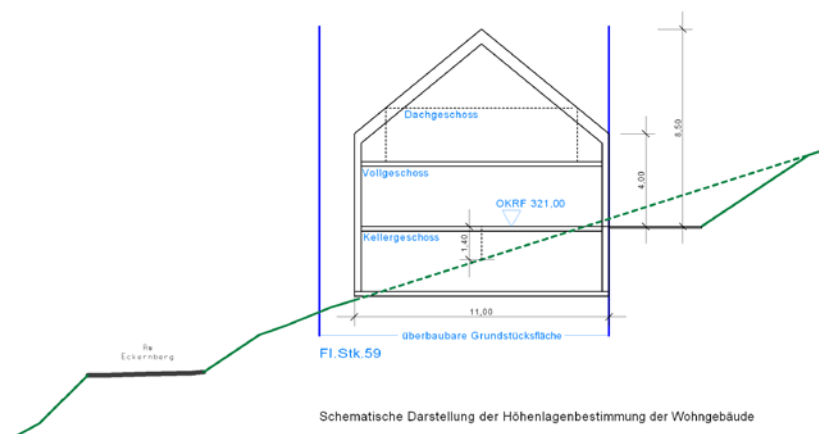 Dachgeschoss
8,50
4,00
Vollgeschoss
OKRF 321,00
Kellergeschoss
1,40
11,00
überbaubare Grundstücksfläche
Fl.Stk.59
Am
Eckernberg
Schematische Darstellung der Höhenlagenbestimmung der Wohngebäude